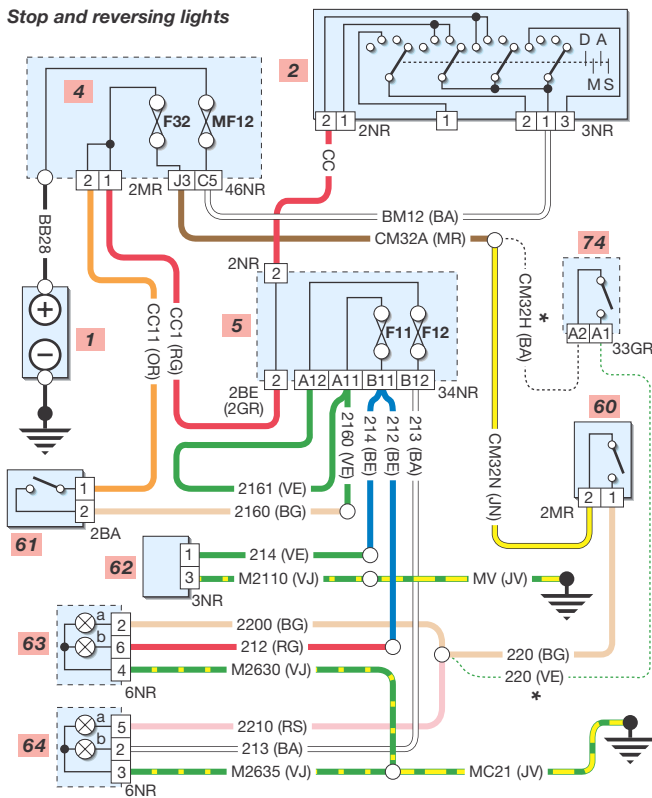 Stop and reversing lights
4
2
D A
M S
F32
MF12
2 1
2NR
1
2 1 3
3NR
2 1
2MR
J3 C5
46NR
CC
BM12 (BA)
CM32A (MR)
BB28
74
2NR
2
CM32H (BA)
*
A2 A1
33GR
1
CC11 (OR)
CC1 (RG)
5
F11
F12
2BE
(2GR)
2
A12 A11 B11 B12
34NR
2160 (VE)
214 (BE)
212 (BE)
213 (BA)
CM32N (JN)
60
2161 (VE)
2 1
2MR
1
2
2160 (BG)
2BA
61
62
1
214 (VE)
3
M2110 (VJ)
MV (JV)
3NR
a
2
2200 (BG)
63
b
6
212 (RG)
220 (BG)
4
M2630 (VJ)
220 (VE)
*
6NR
a
5
2210 (RS)
64
b
2
213 (BA)
3
M2635 (VJ)
MC21 (JV)
6NR